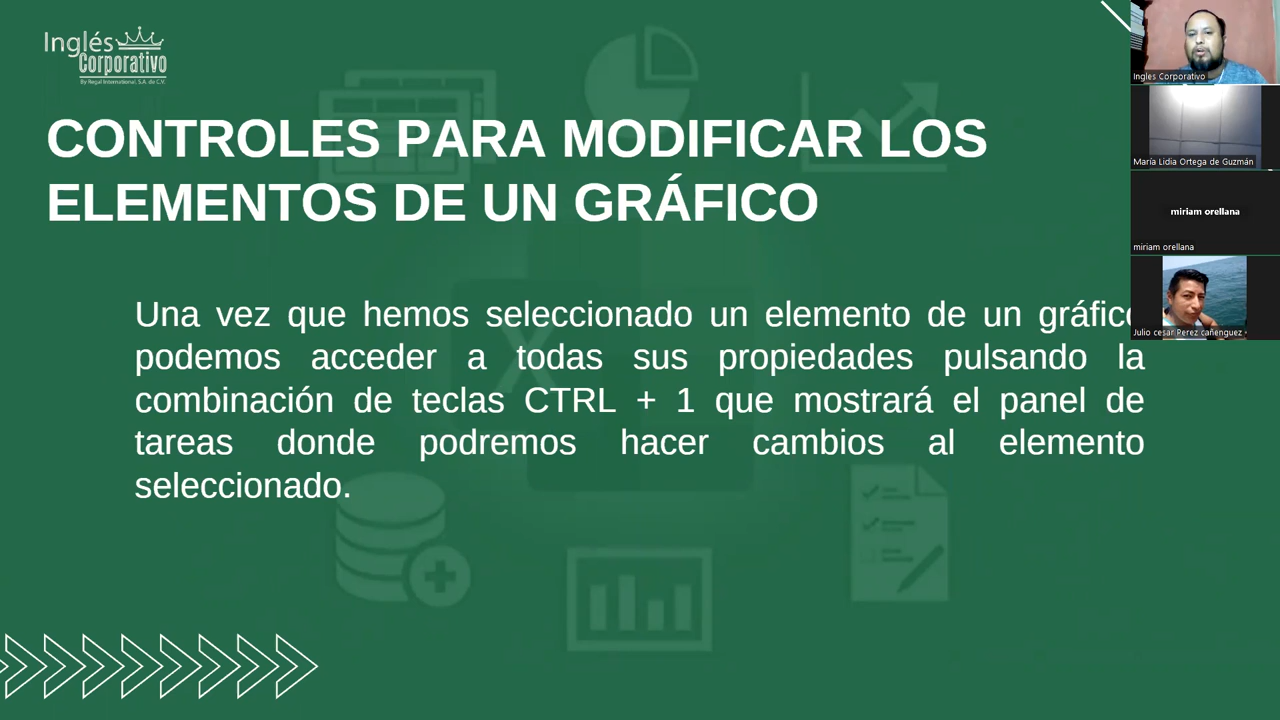 Inglés
Corporativo
By Regal International, S.A. de C.V.
CONTROLES PARA MODIFICAR LOS
ELEMENTOS DE UN GRÁFICO
Una vez que hemos seleccionado un elemento de un gráfico
podemos acceder a todas sus propiedades pulsando la
combinación de teclas CTRL + 1 que mostrará el panel de
tareas donde podremos hacer cambios al elemento
seleccionado.
Ingles Corporativo
María Lidia Ortega de Guzmán
miriam orellana
miriam orellana
Julio cesar Perez cañenguez